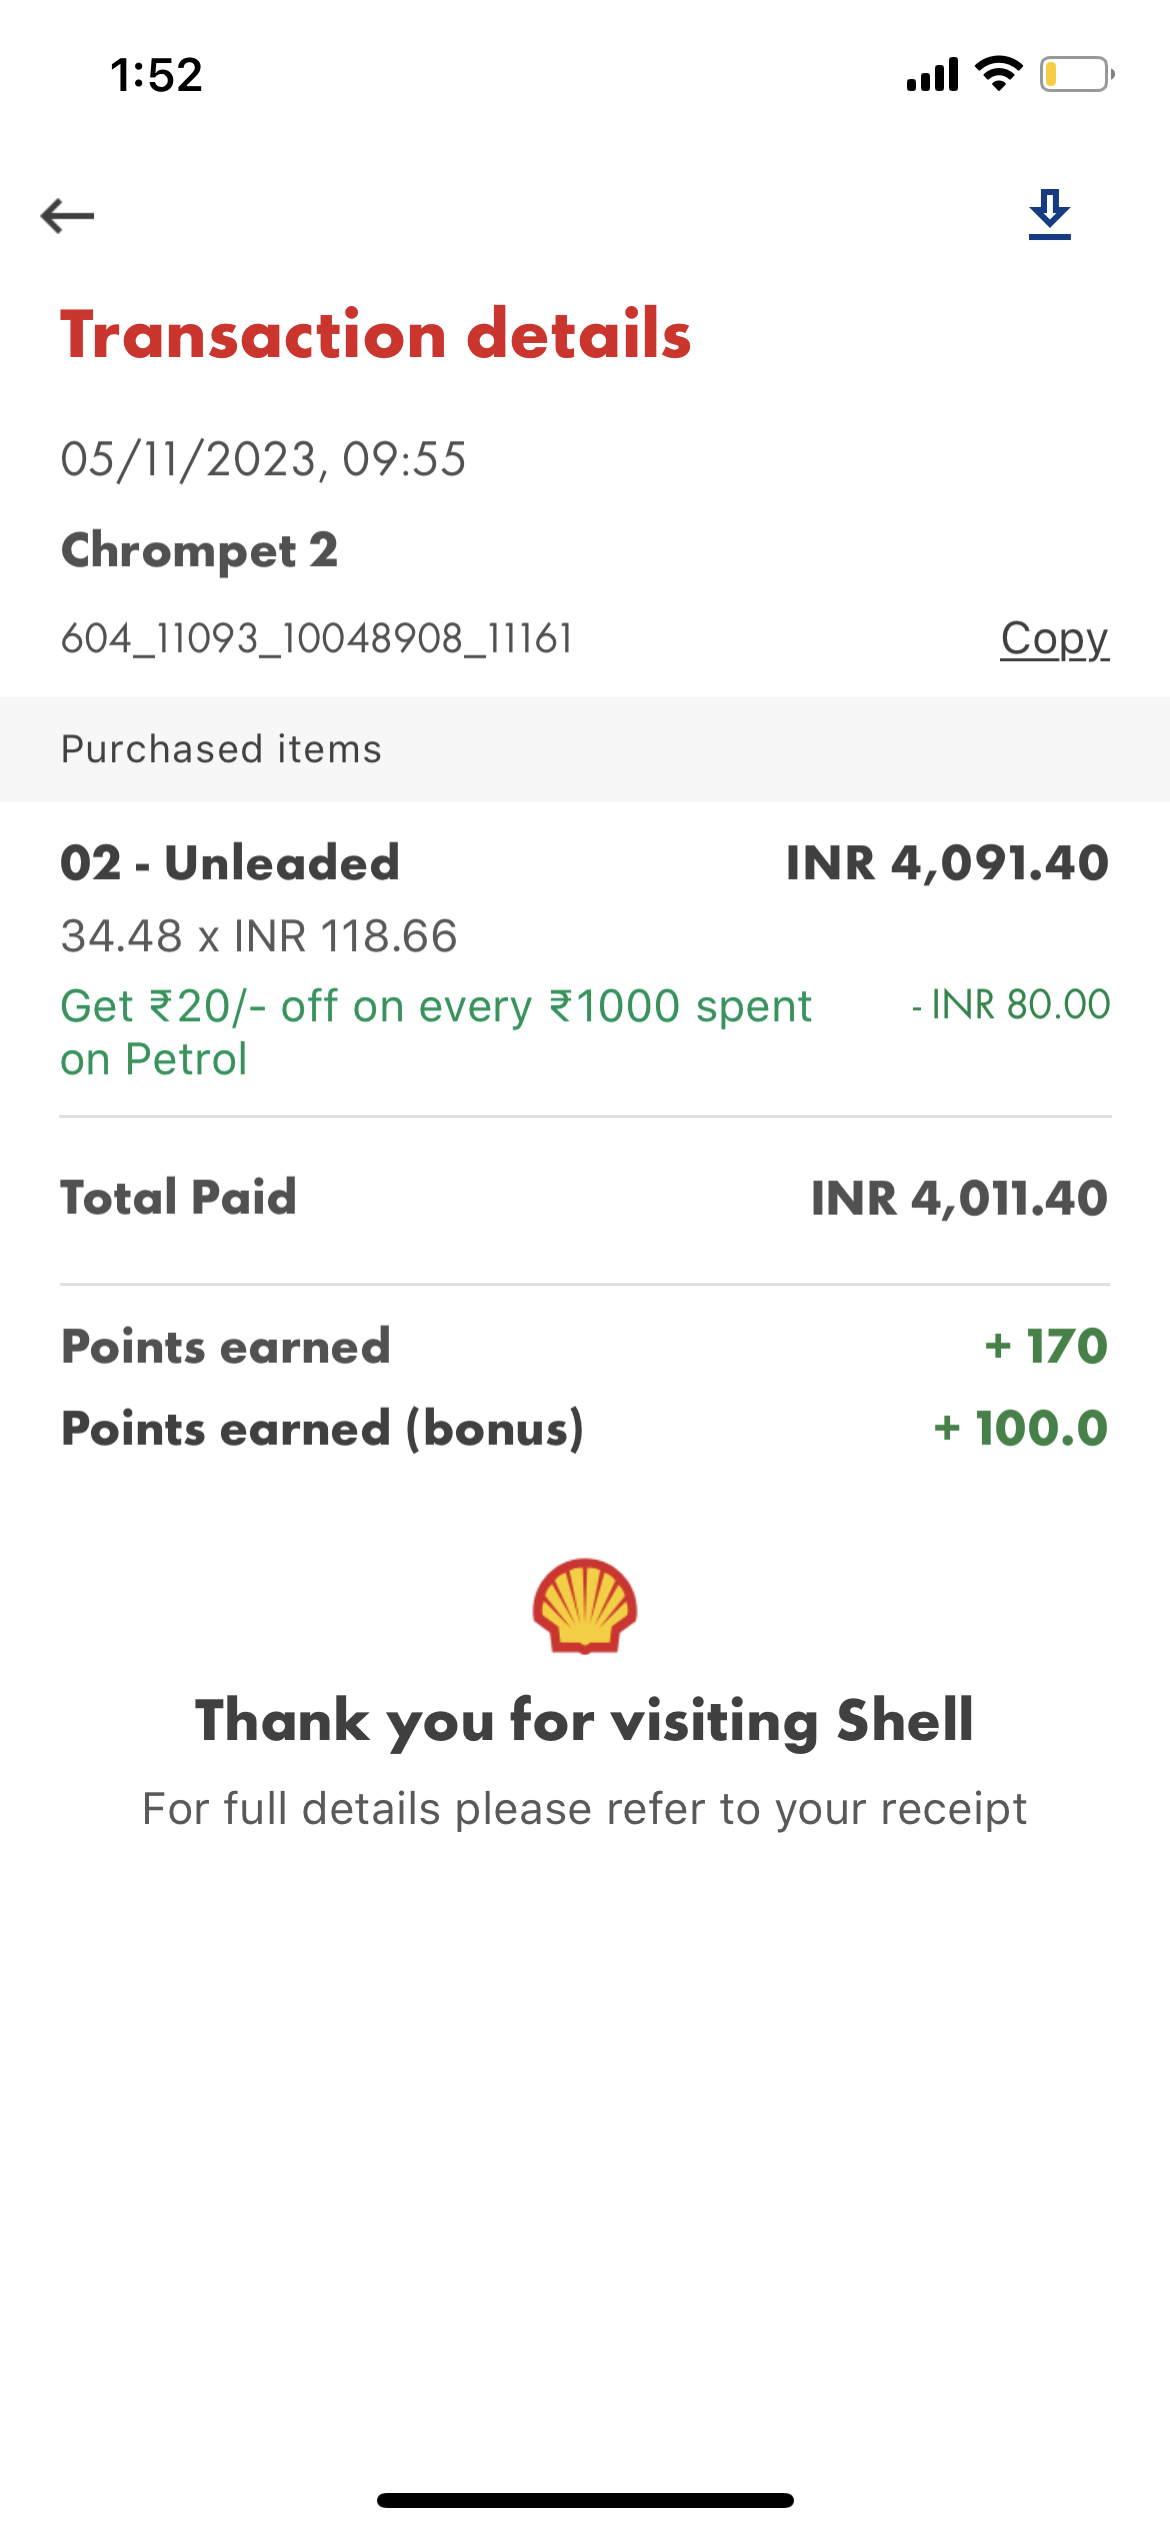 1:52
Transaction details
05/11/2023, 09:55
Chrompet 2
604_11093_10048908_11161 Copy
Purchased items
02 - Unleaded INR 4,091.40
34.48 x INR 118.66
Get ₹20/- off on every ₹1000 spent - INR 80.00
on Petrol
Total Paid INR 4,011.40
Points earned + 170
Points earned (bonus) + 100.0
Thank you for visiting Shell
For full details please refer to your receipt